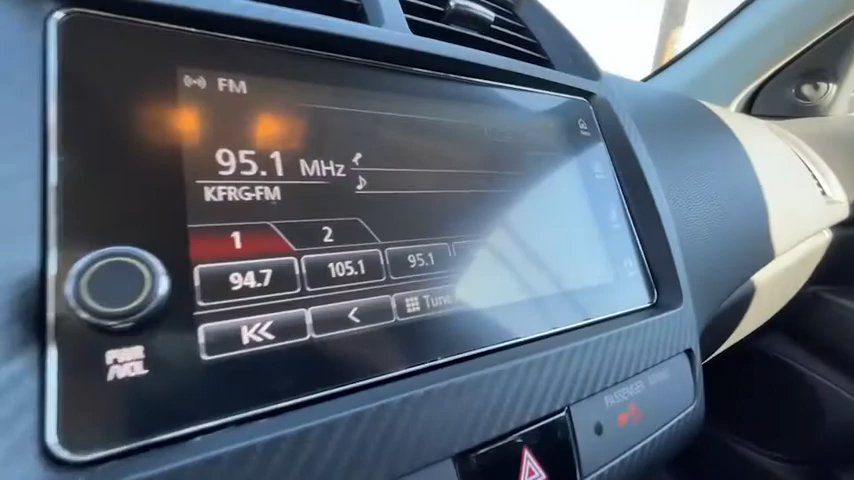 FM
95.1 MHz
KFRG-FM
1 2
94.7 105.1 95.1
Tune
PWR
/VOL
PASSENGER